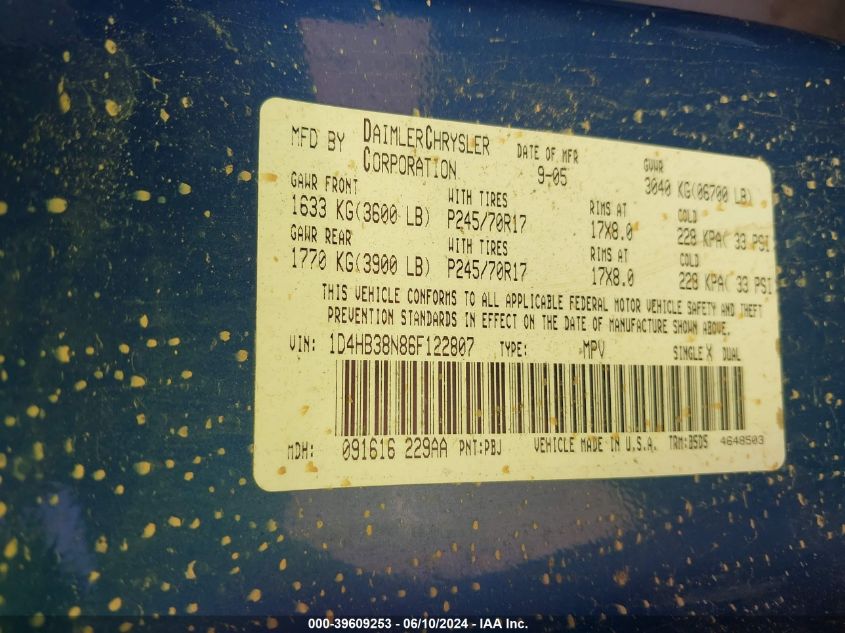 MFD BY DAIMLERCHRYSLER CORPORATION DATE OF MFR 9-05 GVWR 3040 KG(06700 LB)
GAWR FRONT WITH TIRES RIMS AT COLD
1633 KG(3600 LB) P245/70R17 17X8.0 228 KPA( 33 PSI
GAWR REAR WITH TIRES RIMS AT COLD
1770 KG(3900 LB) P245/70R17 17X8.0 228 KPA( 33 PSI
THIS VEHICLE CONFORMS TO ALL APPLICABLE FEDERAL MOTOR VEHICLE SAFETY AND THEFT
PREVENTION STANDARDS IN EFFECT ON THE DATE OF MANUFACTURE SHOWN ABOVE.
VIN: 1D4HB38N86F122807 TYPE: MPV SINGLE X DUAL
MDH: 091616 229AA PNT:PBJ VEHICLE MADE IN U.S.A. TRM:B5D5 4648503
000-39609253 - 06/10/2024 - IAA Inc.